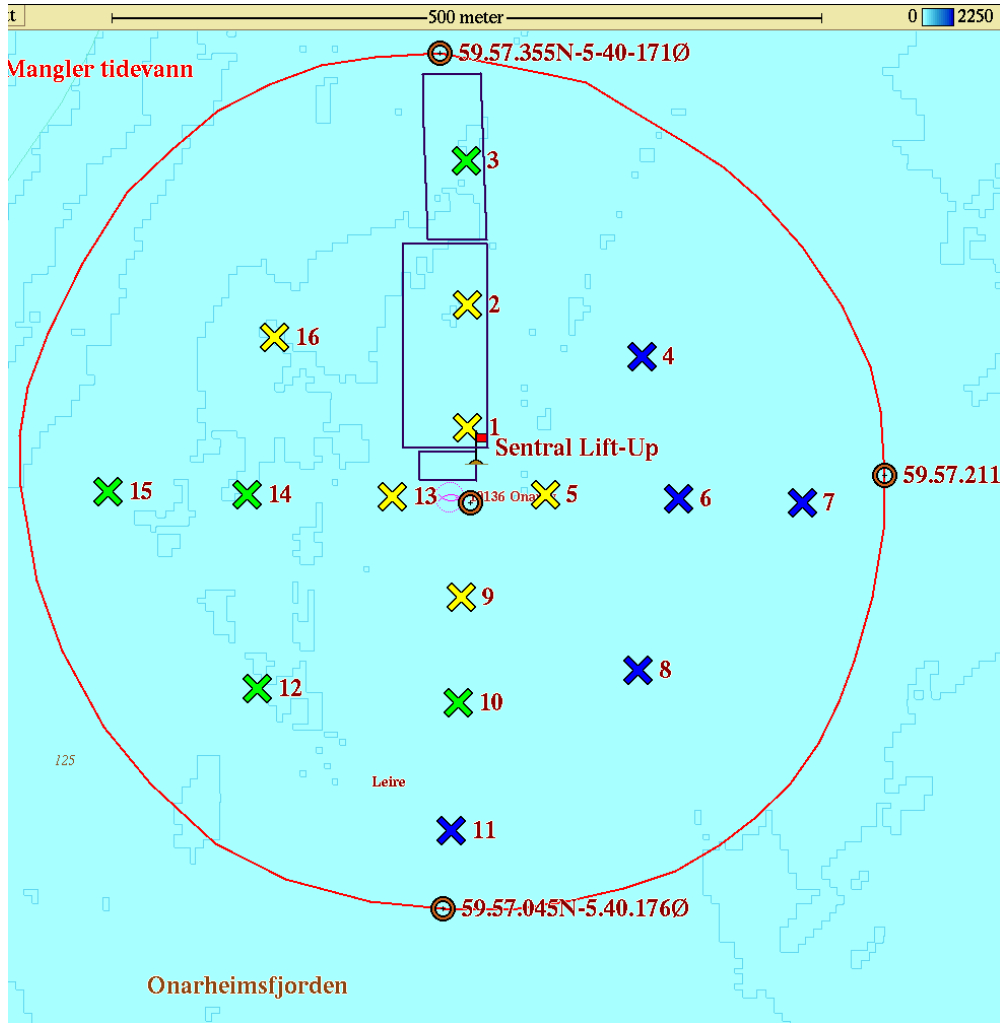 tt 500 meter 0 2250
59.57.355N-5-40-171Ø
Mangler tidevann
3
2
16
4
1
Sentral Lift-Up
59.57.211
15
14
13
5
6
7
9
8
12
10
125
Leire
11
59.57.045N-5.40.176Ø
Onarheimsfjorden